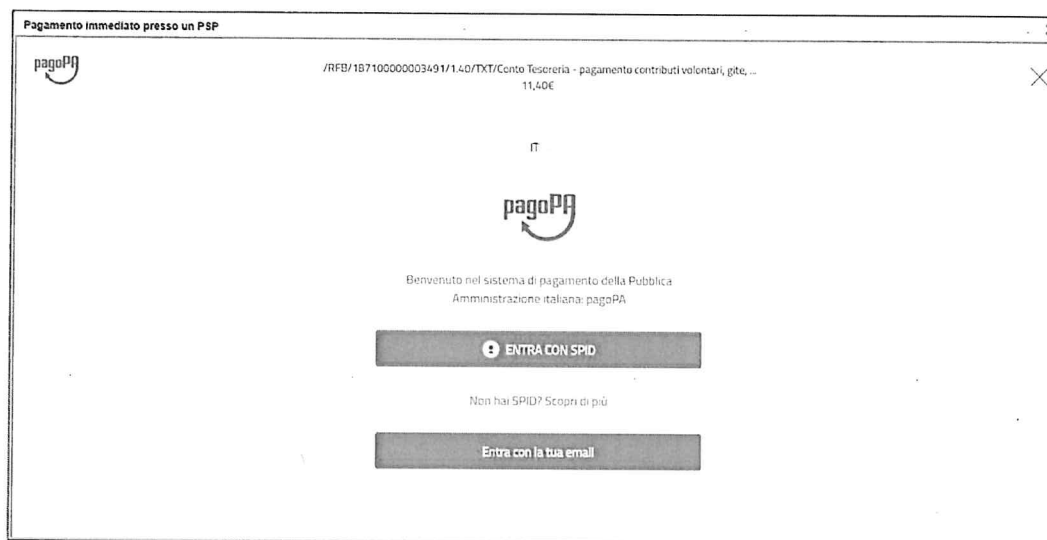 Pagamento immediato presso un PSP
pagoPA
/RFB/187100000003491/1.40/TXT/Conto Tesoreria - pagamento contributi volontari, gite, ...
11,40€
IT
pagoPA
Benvenuto nel sistema di pagamento della Pubblica
Amministrazione italiana: pagoPA
ENTRA CON SPID
Non hai SPID? Scopri di più
Entra con la tua email